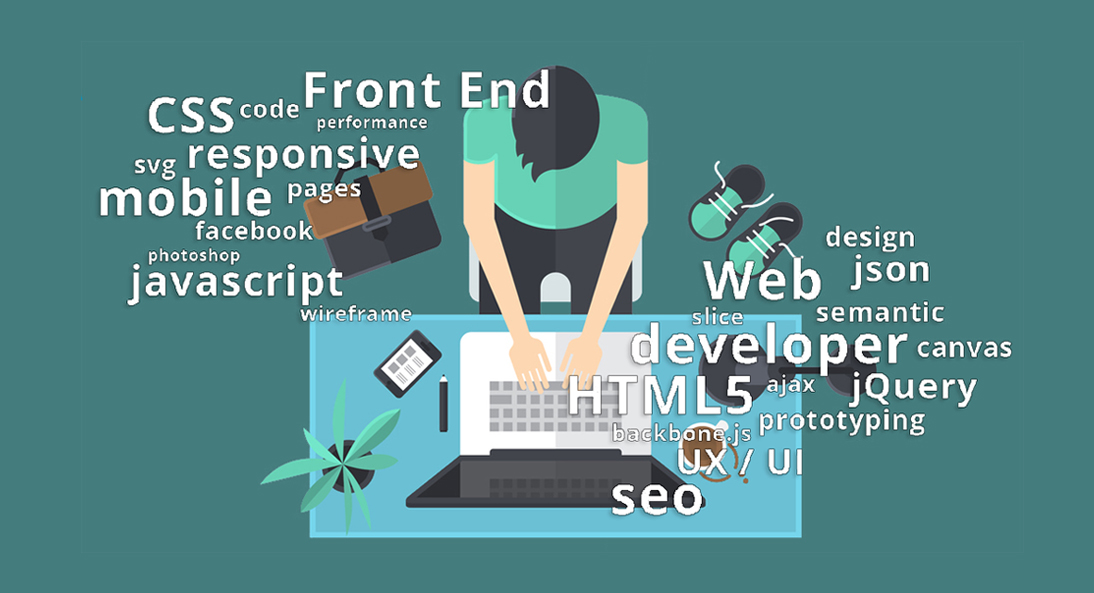 Front End
CSS code
performance
svg responsive
mobile pages
facebook
photoshop
javascript
wireframe
design
Web json
slice semantic
developer canvas
HTML5 ajax jQuery
backbone.js prototyping
UX / UI
seo